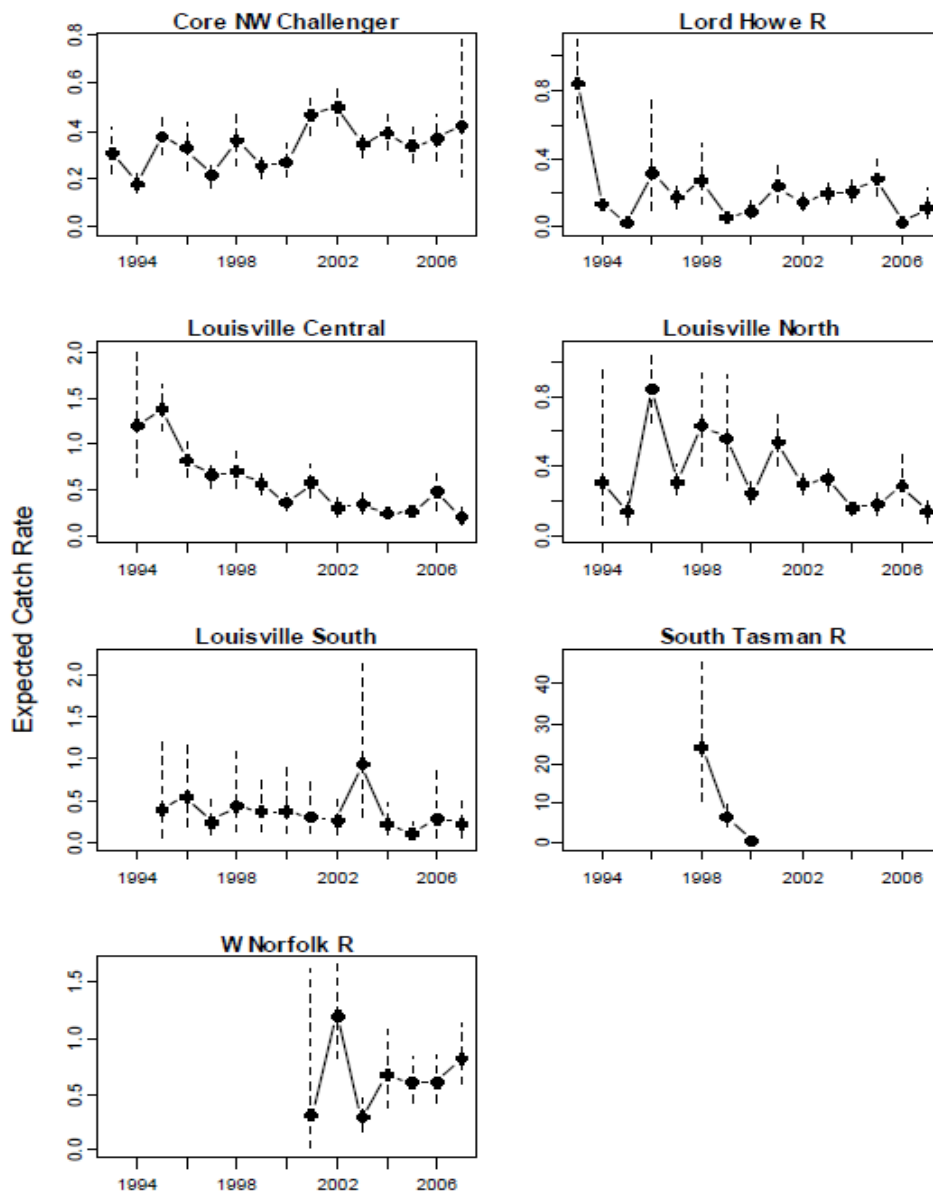 Core NW Challenger
0.0 0.2 0.4 0.6 0.8
1994 1998 2002 2006
Lord Howe R
0.0 0.4 0.8
1994 1998 2002 2006
Louisville Central
0.0 0.5 1.0 1.5 2.0
1994 1998 2002 2006
Louisville North
0.0 0.4 0.8
1994 1998 2002 2006
Expected Catch Rate
Louisville South
0.0 0.5 1.0 1.5 2.0
1994 1998 2002 2006
South Tasman R
0 10 20 30 40
1994 1998 2002 2006
W Norfolk R
0.0 0.5 1.0 1.5
1994 1998 2002 2006